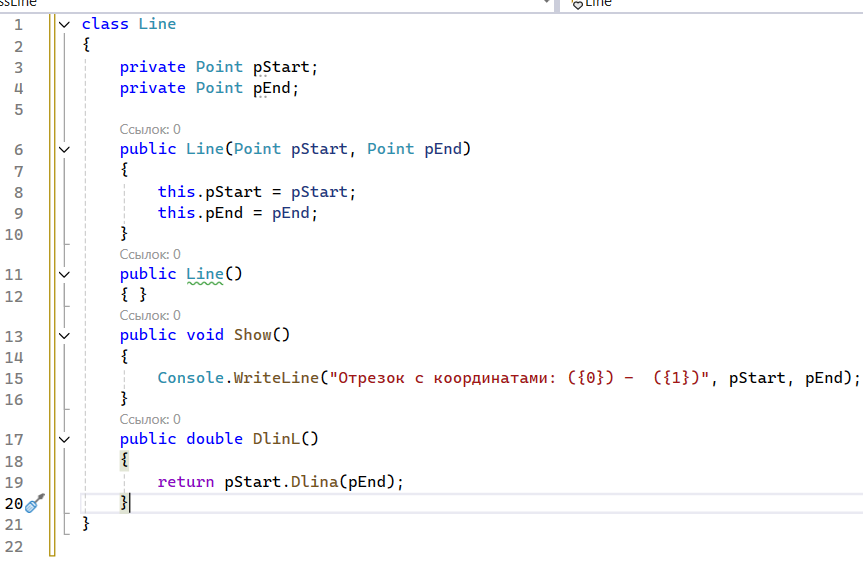 ssLine Line
1 class Line
2 {
3 private Point pStart;
4 private Point pEnd;
5
Ссылок: 0
6 public Line(Point pStart, Point pEnd)
7 {
8 this.pStart = pStart;
9 this.pEnd = pEnd;
10 }
Ссылок: 0
11 public Line()
12 { }
Ссылок: 0
13 public void Show()
14 {
15 Console.WriteLine("Отрезок с координатами: ({0}) -  ({1})", pStart, pEnd);
16 }
Ссылок: 0
17 public double DlinL()
18 {
19 return pStart.Dlina(pEnd);
20 }
21 }
22